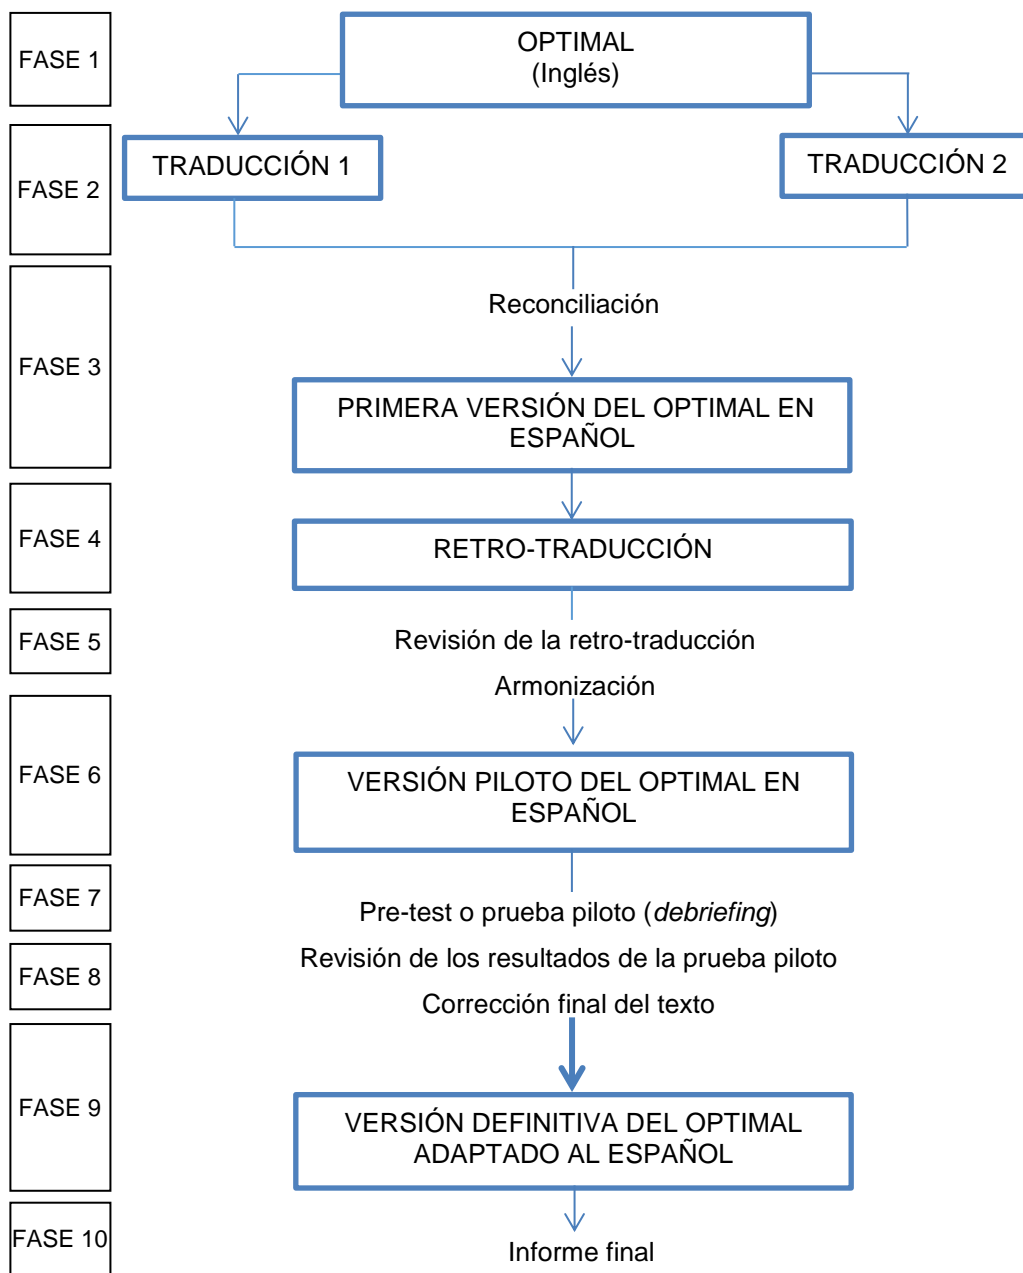 FASE 1
OPTIMAL
(Inglés)
FASE 2
TRADUCCIÓN 1
TRADUCCIÓN 2
FASE 3
Reconciliación
PRIMERA VERSIÓN DEL OPTIMAL EN
ESPAÑOL
FASE 4
RETRO-TRADUCCIÓN
FASE 5
Revisión de la retro-traducción
Armonización
FASE 6
VERSIÓN PILOTO DEL OPTIMAL EN
ESPAÑOL
FASE 7
Pre-test o prueba piloto (debriefing)
FASE 8
Revisión de los resultados de la prueba piloto
Corrección final del texto
FASE 9
VERSIÓN DEFINITIVA DEL OPTIMAL
ADAPTADO AL ESPAÑOL
FASE 10
Informe final